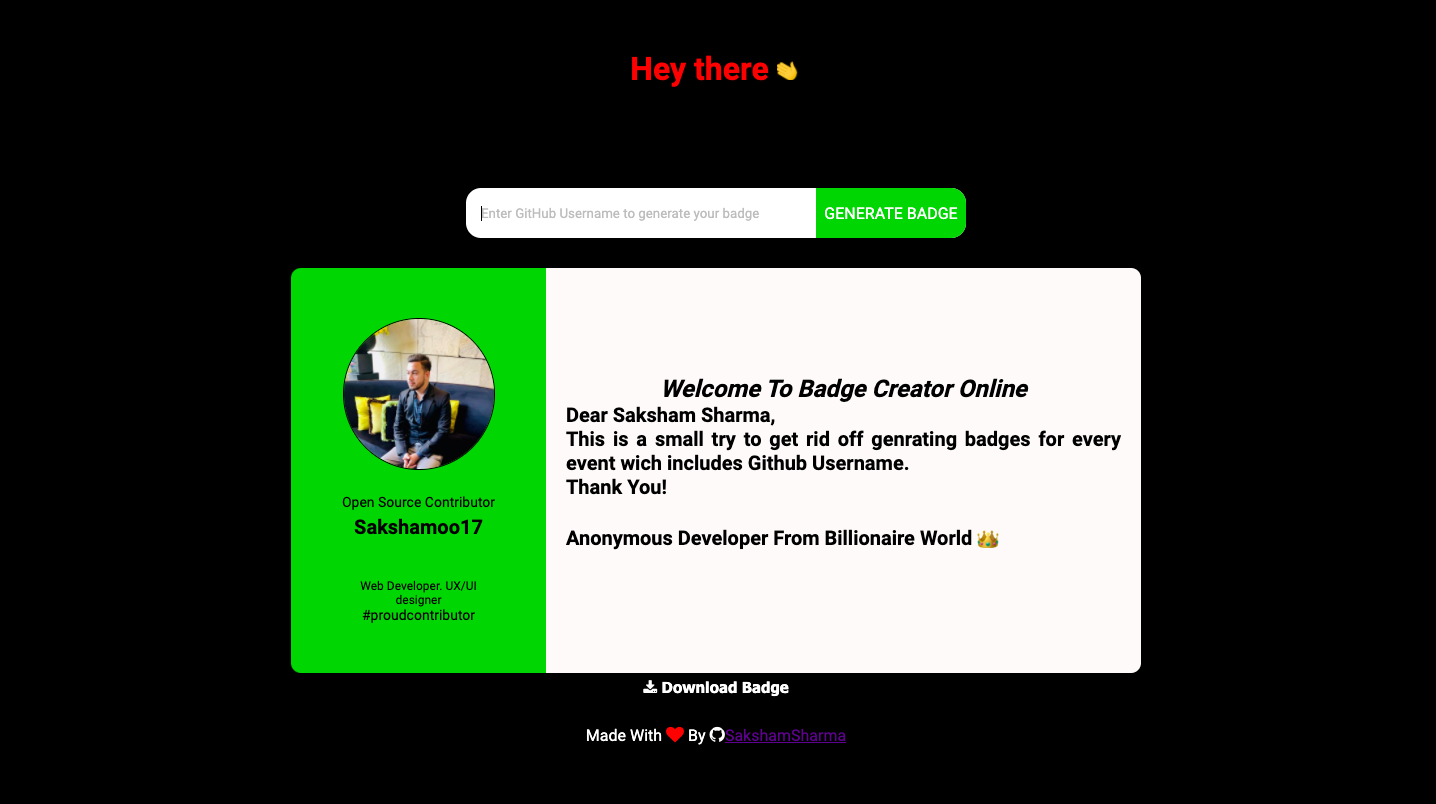 Hey there 👋
Enter GitHub Username to generate your badge
GENERATE BADGE
Open Source Contributor
Sakshamoo17
Web Developer. UX/UI
designer
#proudcontributor
Welcome To Badge Creator Online
Dear Saksham Sharma,
This is a small try to get rid off genrating badges for every
event wich includes Github Username.
Thank You!
Anonymous Developer From Billionaire World 👑
Download Badge
Made With ❤ By SakshamSharma